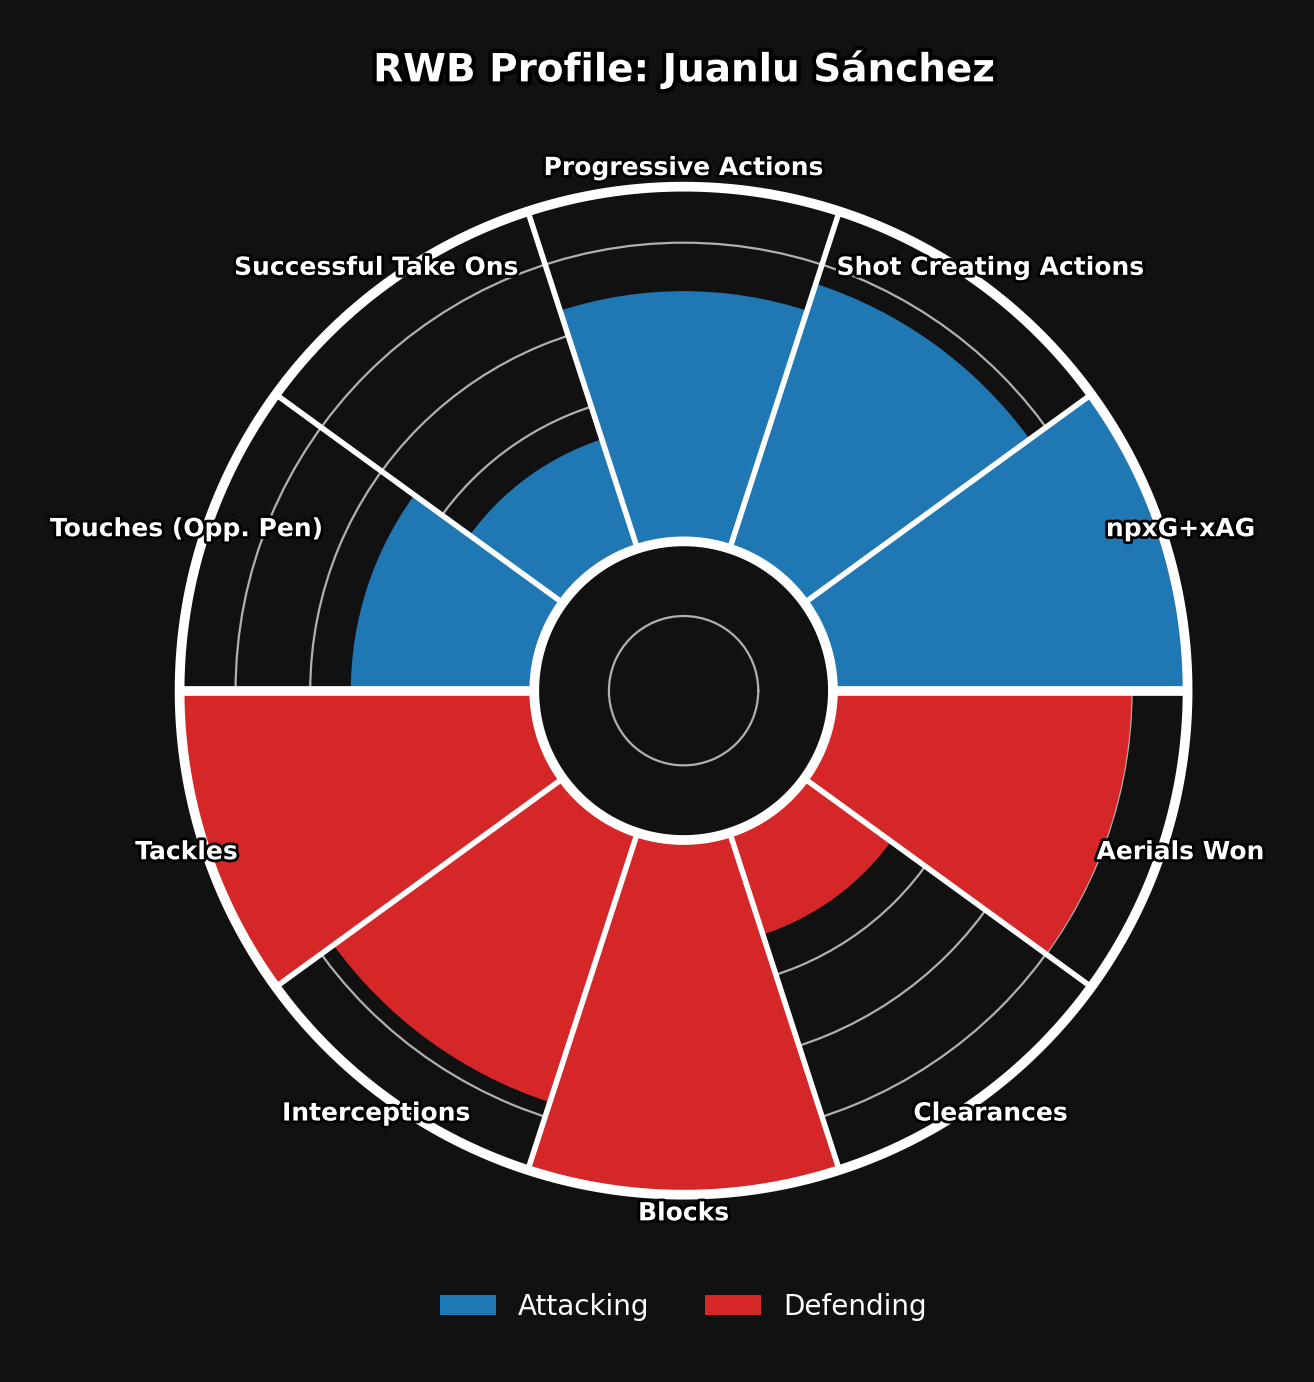 RWB Profile: Juanlu Sánchez
Progressive Actions
Successful Take Ons
Shot Creating Actions
Touches (Opp. Pen)
npxG+xAG
Tackles
Aerials Won
Interceptions
Clearances
Blocks
Attacking
Defending